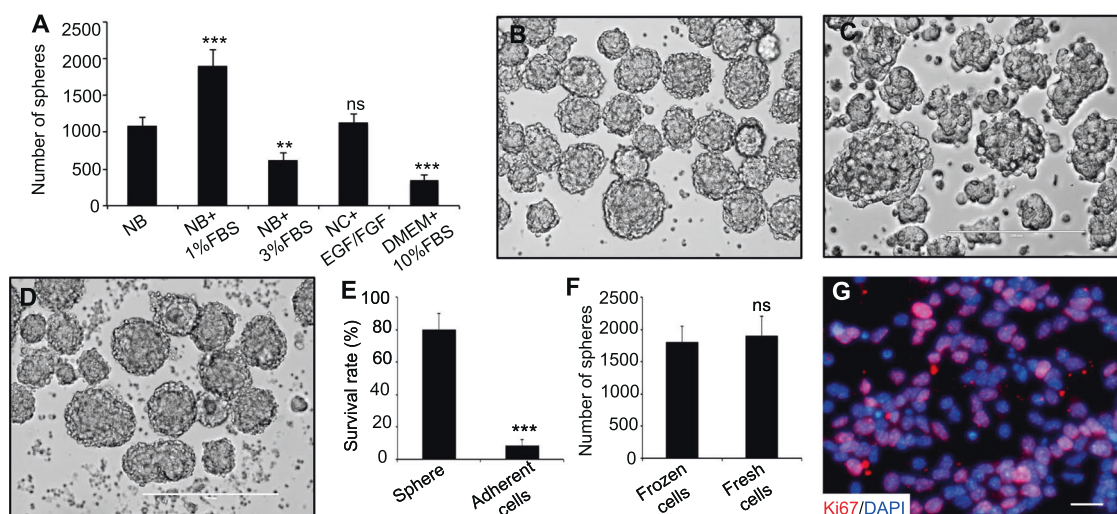 A
Number of spheres
2500
2000
1500
1000
500
0
***
**
ns
***
NB
NB+
1%FBS
NB+
3%FBS
NC+
EGF/FGF
DMEM+
10%FBS
B
C
D
E
Survival rate (%)
100
80
60
40
20
0
***
Sphere
Adherent
cells
F
Number of spheres
2500
2000
1500
1000
500
0
ns
Frozen
cells
Fresh
cells
G
Ki67/DAPI